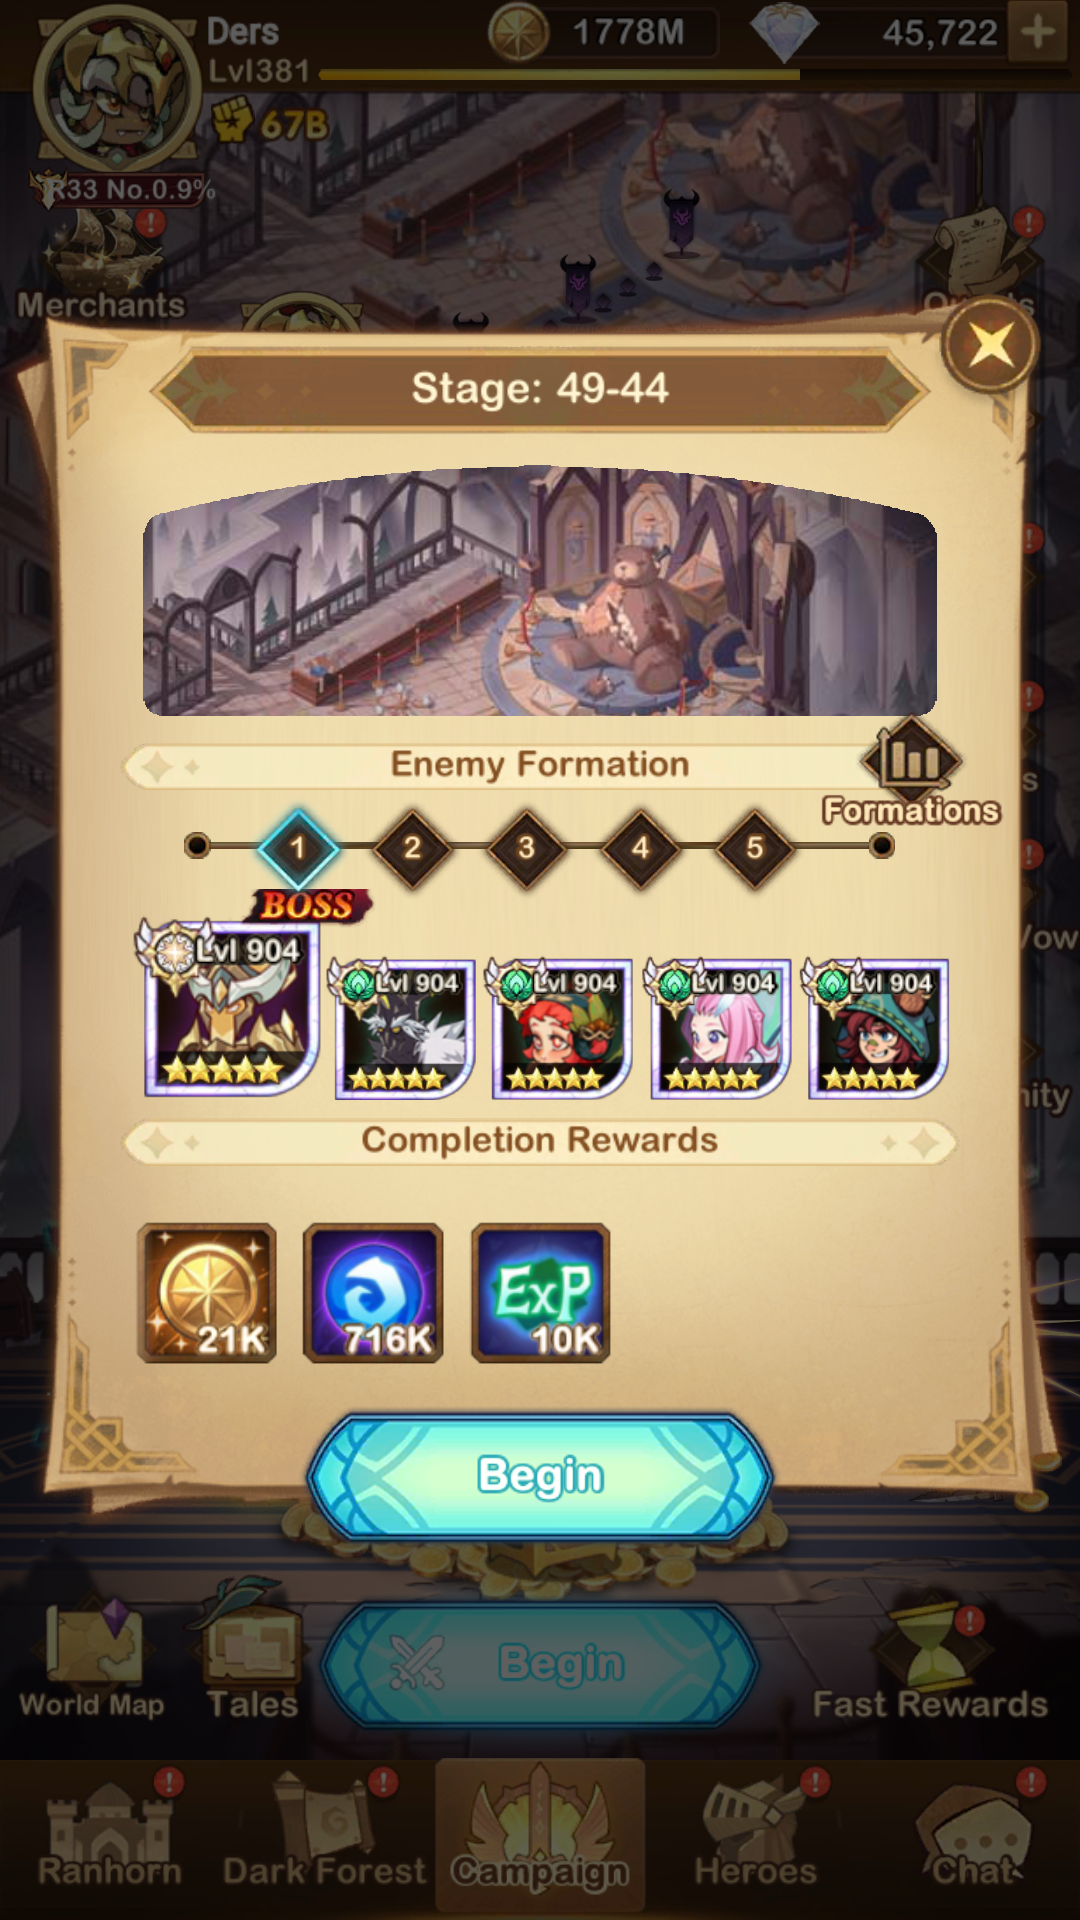 Ders
1778M
45,722
Lvl381
67B
R33 No.0.9%
Merchants
Stage: 49-44
Enemy Formation
Formations
1
2
3
4
5
BOSS
Lvl 904
Lvl 904
Lvl 904
Lvl 904
Lvl 904
Completion Rewards
21K
716K
ExP
10K
Begin
World Map
Tales
Begin
Fast Rewards
Ranhorn
Dark Forest
Campaign
Heroes
Chat